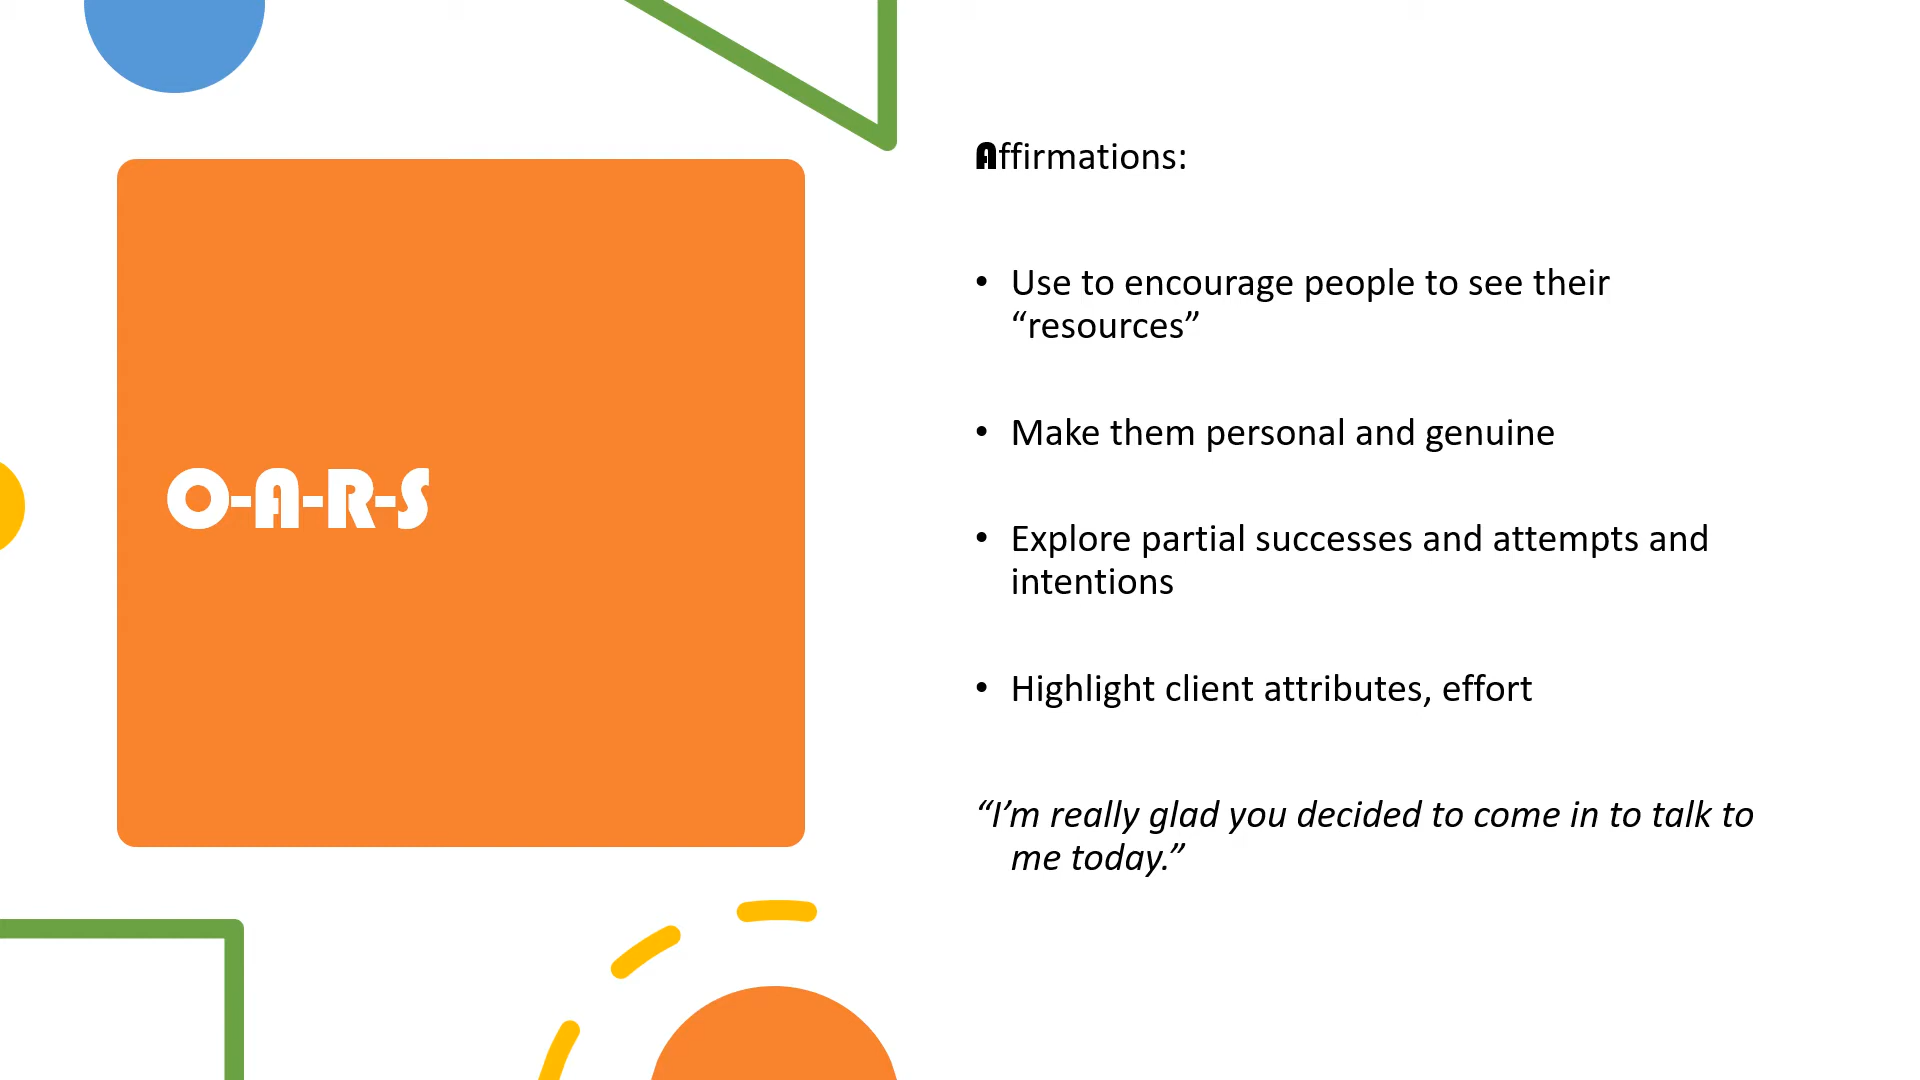 O-A-R-S
Affirmations:
• Use to encourage people to see their
“resources”
• Make them personal and genuine
• Explore partial successes and attempts and
intentions
• Highlight client attributes, effort
“I’m really glad you decided to come in to talk to
me today.”